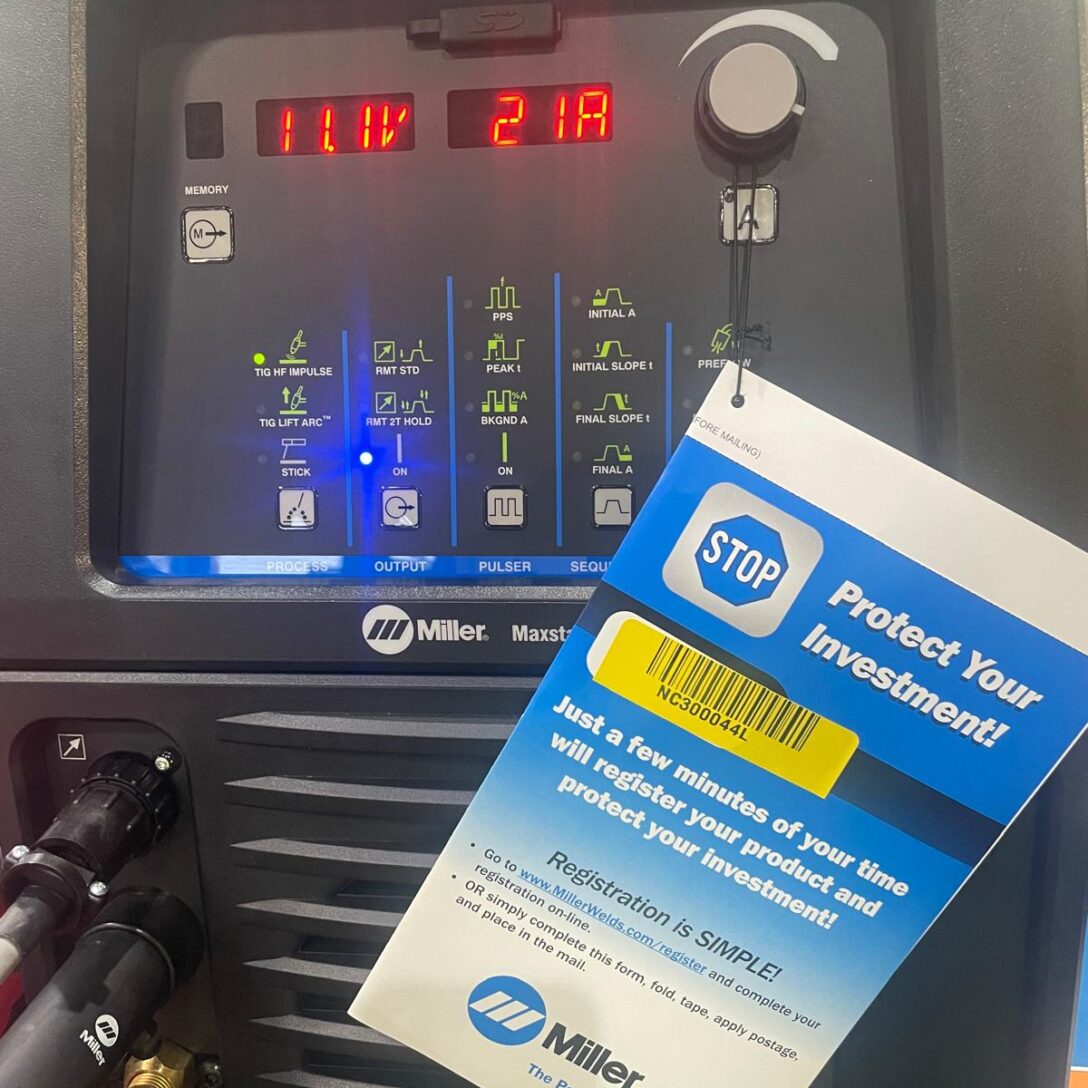 11.1V
21A
MEMORY
M
A
f
PPS
A
INITIAL A
TIG HF IMPULSE
RMT STD
%t
PEAK t
t
INITIAL SLOPE t
TIG LIFT ARC™
RMT 2T HOLD
%A
BKGND A
t
FINAL SLOPE t
STICK
ON
ON
A
FINAL A
PROCESS
OUTPUT
PULSER
Miller®
MILLING)
STOP
Protect Your
Investment!
NC300044L
Just a few minutes of your time
will register your product and
protect your investment!
Registration is SIMPLE!
• Go to www.MillerWelds.com/register and complete your
registration on-line.
• OR simply complete this form, fold, tape, apply postage,
and place in the mail.
Miller
The
Miller